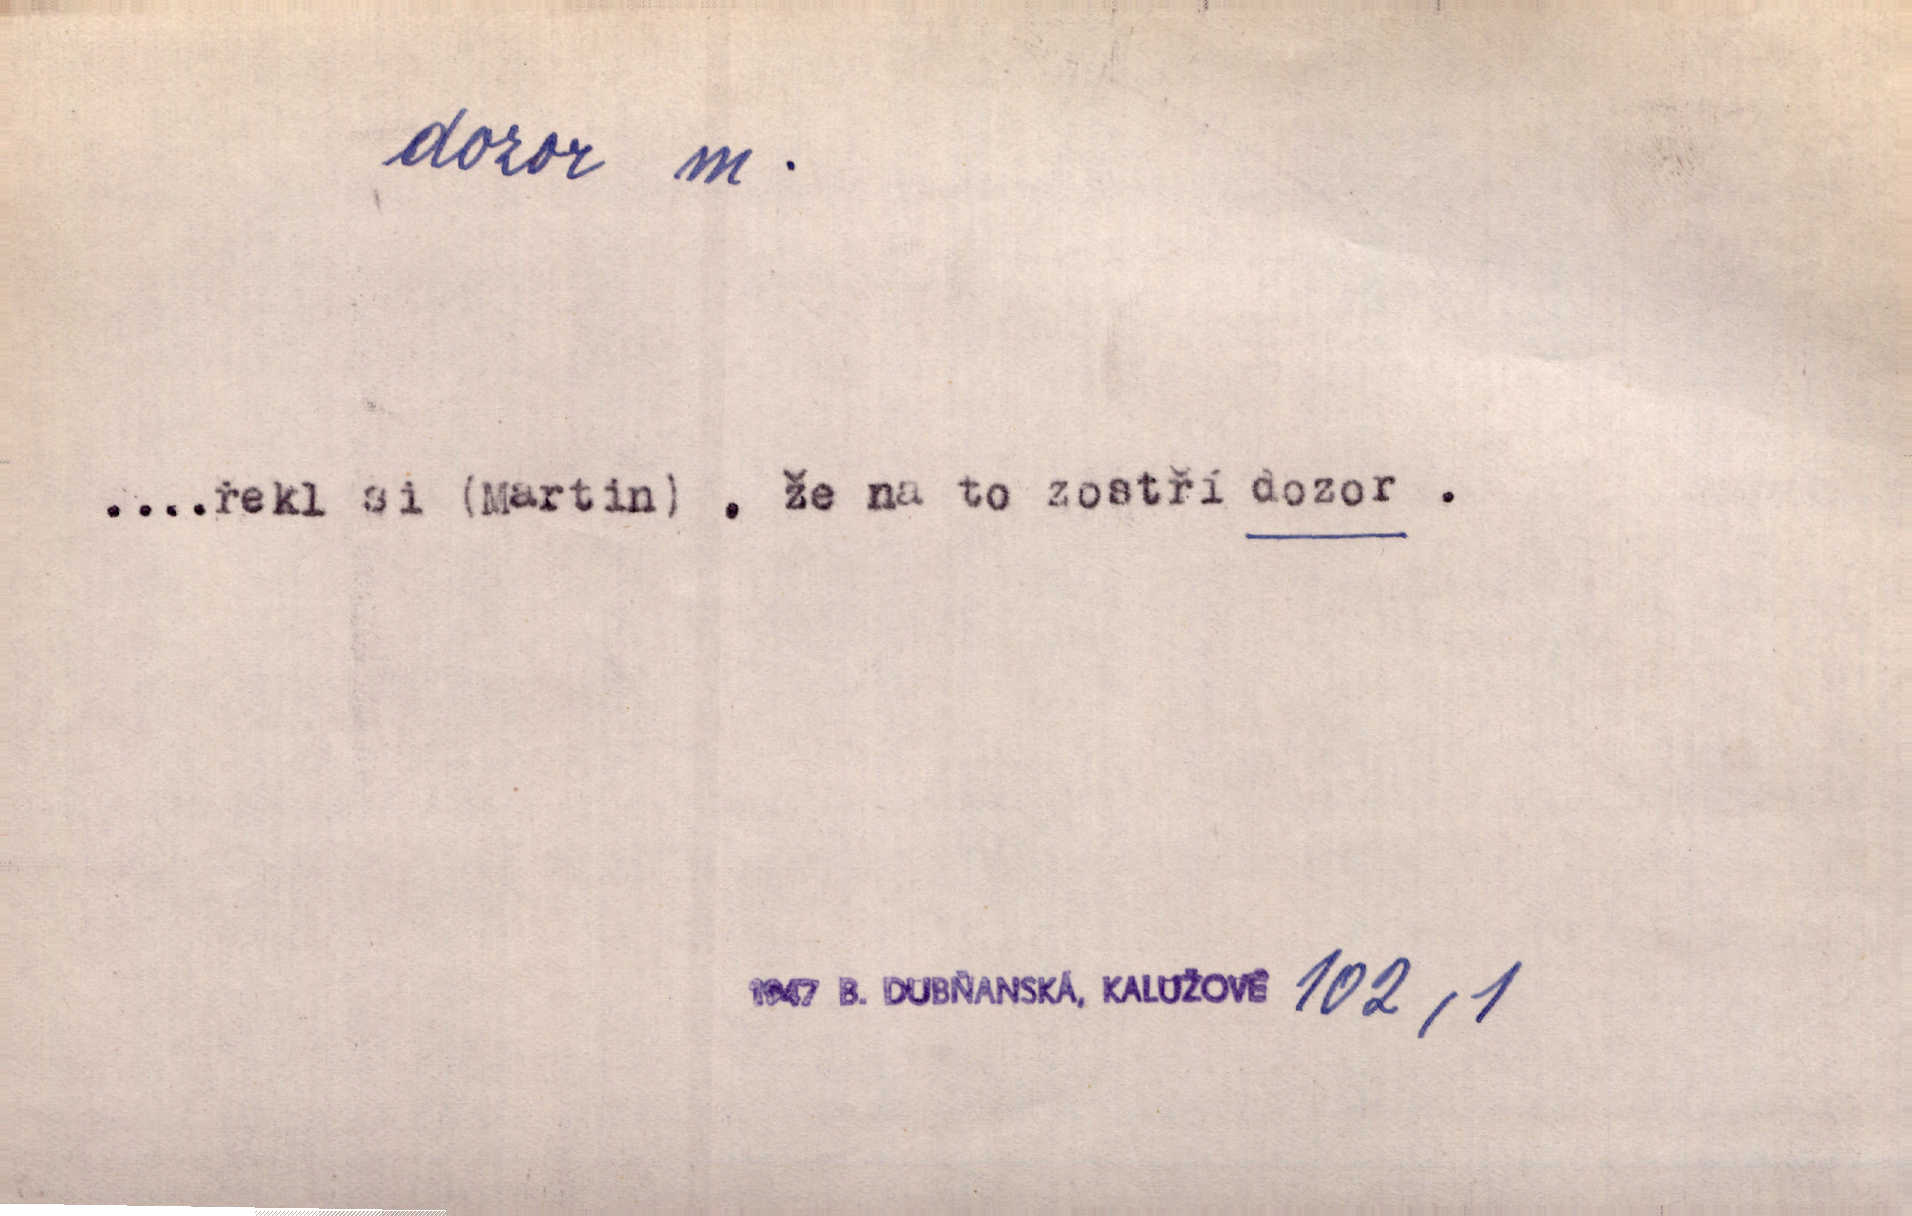 dozor m.
....řekl si (Martin) , že na to zostří dozor .
1947 B. DUBŇANSKÁ, KALUŽOVÉ 102,1